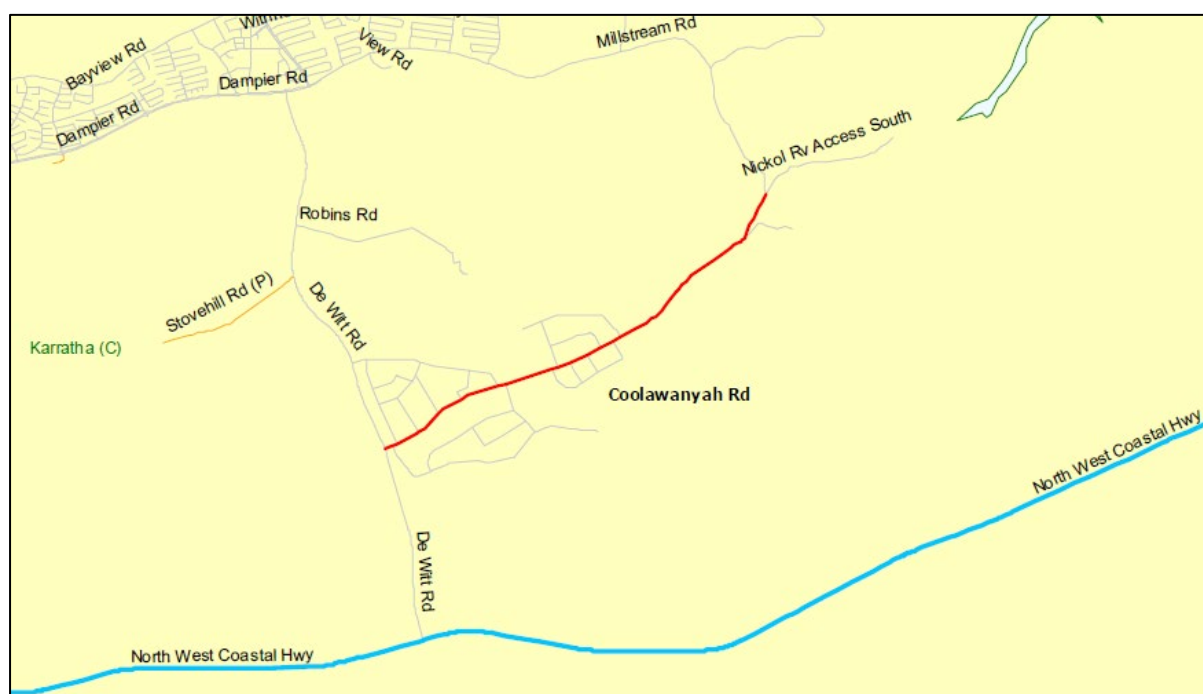 Millstream Rd
View Rd
Bayview Rd
Dampier Rd
Dampier Rd
Nickol Rv Access South
Robins Rd
Stovehill Rd (P)
De Witt Rd
Karratha (C)
Coolawanyah Rd
North West Coastal Hwy
De Witt Rd
North West Coastal Hwy